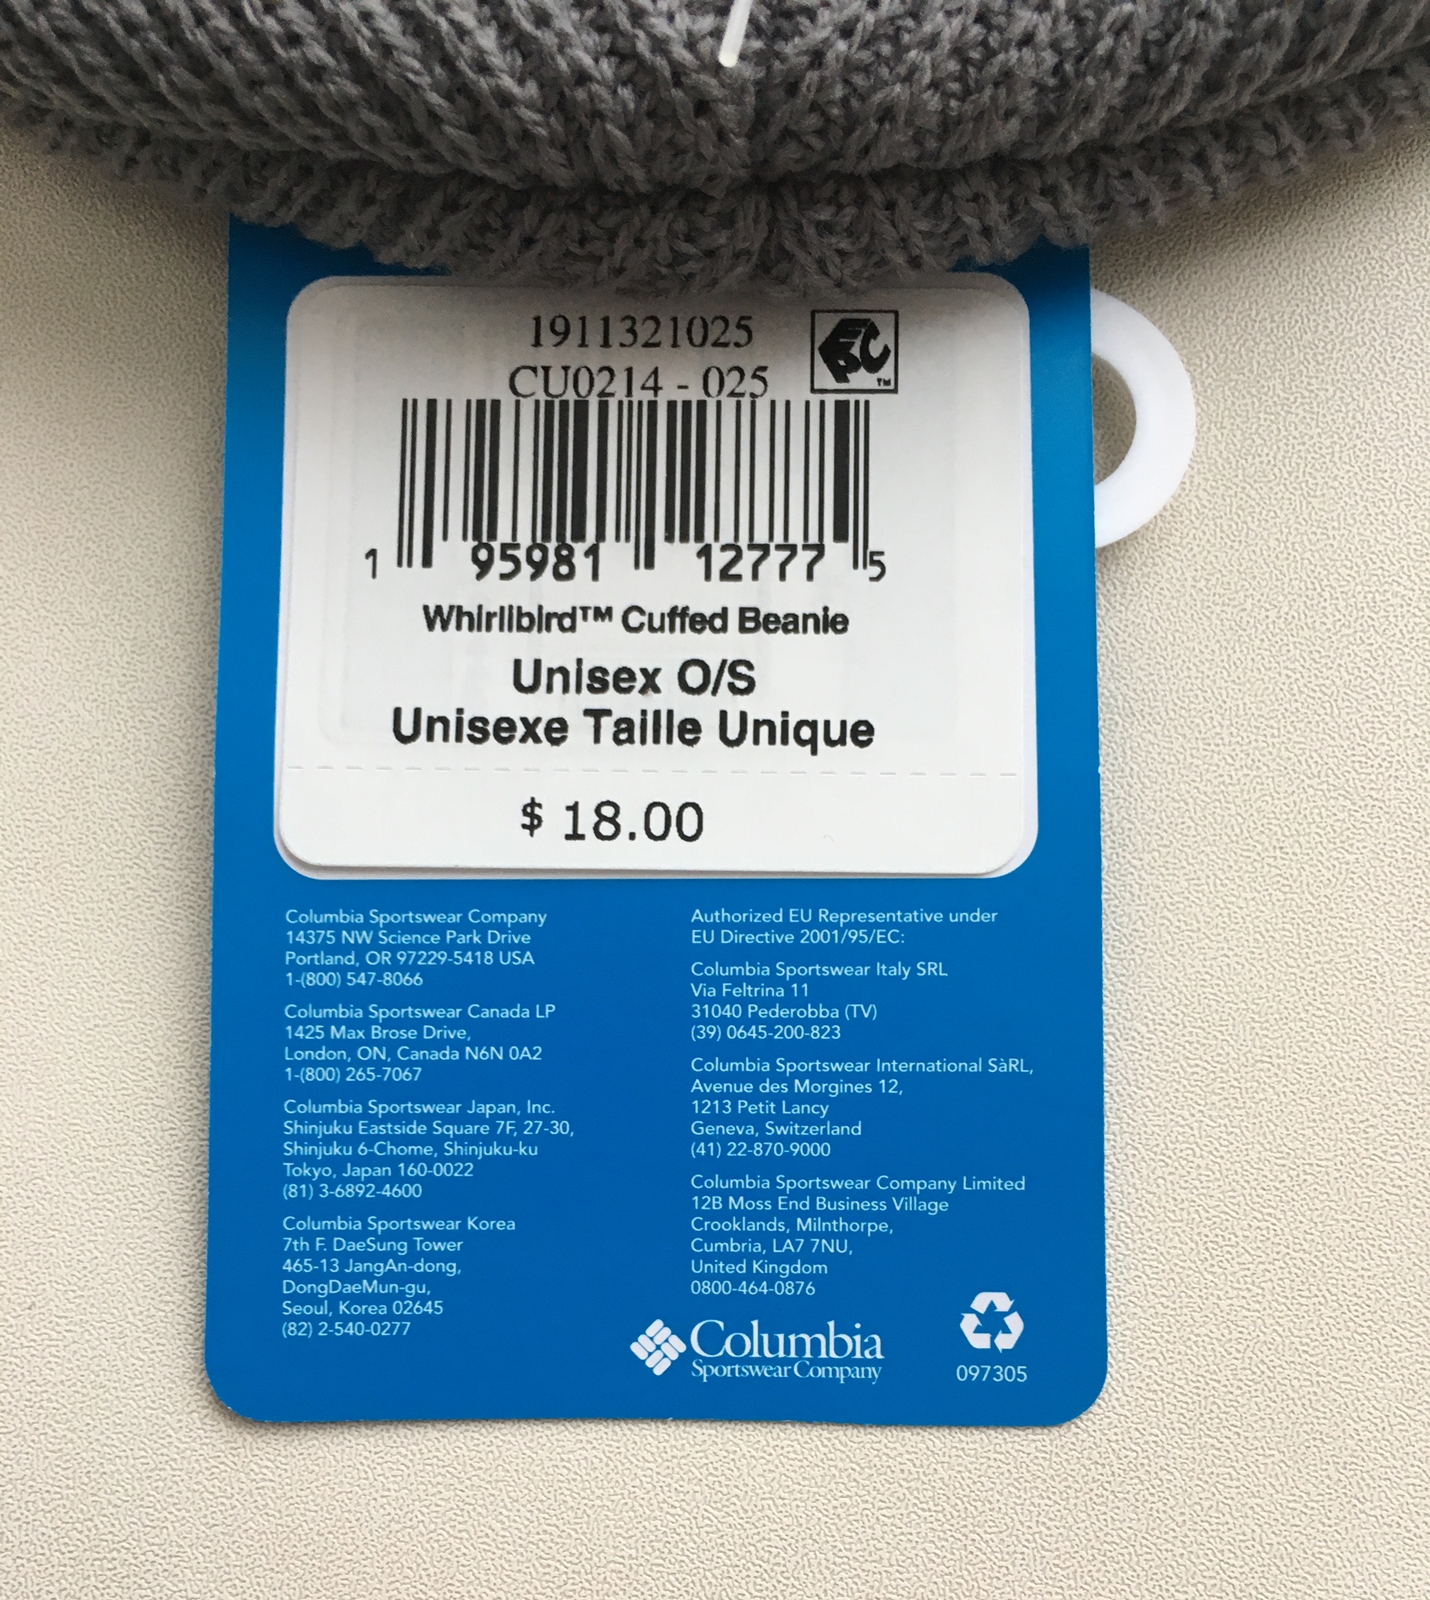 1911321025
CU0214 - 025
1 95981 12777 5
Whirlibird™ Cuffed Beanie
Unisex O/S
Unisexe Taille Unique
$ 18.00
Columbia Sportswear Company
14375 NW Science Park Drive
Portland, OR 97229-5418 USA
1-(800) 547-8066
Columbia Sportswear Canada LP
1425 Max Brose Drive,
London, ON, Canada N6N 0A2
1-(800) 265-7067
Columbia Sportswear Japan, Inc.
Shinjuku Eastside Square 7F, 27-30,
Shinjuku 6-Chome, Shinjuku-ku
Tokyo, Japan 160-0022
(81) 3-6892-4600
Columbia Sportswear Korea
7th F. DaeSung Tower
465-13 JangAn-dong,
DongDaeMun-gu,
Seoul, Korea 02645
(82) 2-540-0277
Authorized EU Representative under
EU Directive 2001/95/EC:
Columbia Sportswear Italy SRL
Via Feltrina 11
31040 Pederobba (TV)
(39) 0645-200-823
Columbia Sportswear International SàRL,
Avenue des Morgines 12,
1213 Petit Lancy
Geneva, Switzerland
(41) 22-870-9000
Columbia Sportswear Company Limited
12B Moss End Business Village
Crooklands, Milnthorpe,
Cumbria, LA7 7NU,
United Kingdom
0800-464-0876
Columbia
Sportswear Company
097305